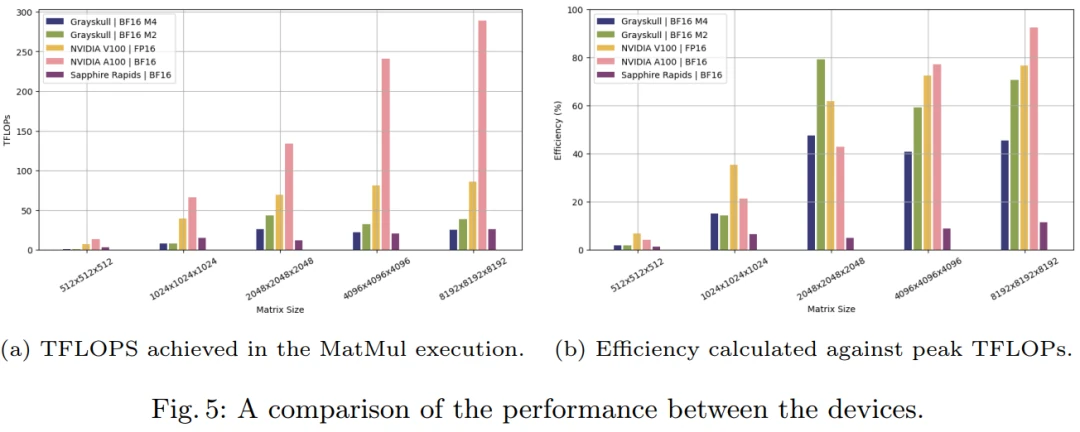 300
250
200
150
100
50
0
TFLOPs
Grayskull | BF16 M4
Grayskull | BF16 M2
NVIDIA V100 | FP16
NVIDIA A100 | BF16
Sapphire Rapids | BF16
512x512x512
1024x1024x1024
2048x2048x2048
4096x4096x4096
8192x8192x8192
Matrix Size
100
80
60
40
20
0
Efficiency (%)
Grayskull | BF16 M4
Grayskull | BF16 M2
NVIDIA V100 | FP16
NVIDIA A100 | BF16
Sapphire Rapids | BF16
512x512x512
1024x1024x1024
2048x2048x2048
4096x4096x4096
8192x8192x8192
Matrix Size
(a) TFLOPS achieved in the MatMul execution.
(b) Efficiency calculated against peak TFLOPs.
Fig. 5: A comparison of the performance between the devices.